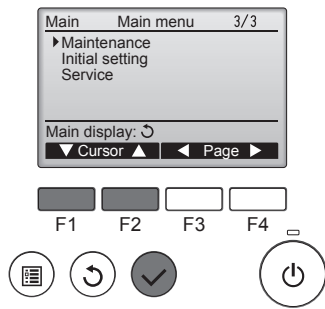 Main Main menu 3/3
Maintenance
Initial setting
Service
Main display:
Cursor Page
F1 F2 F3 F4